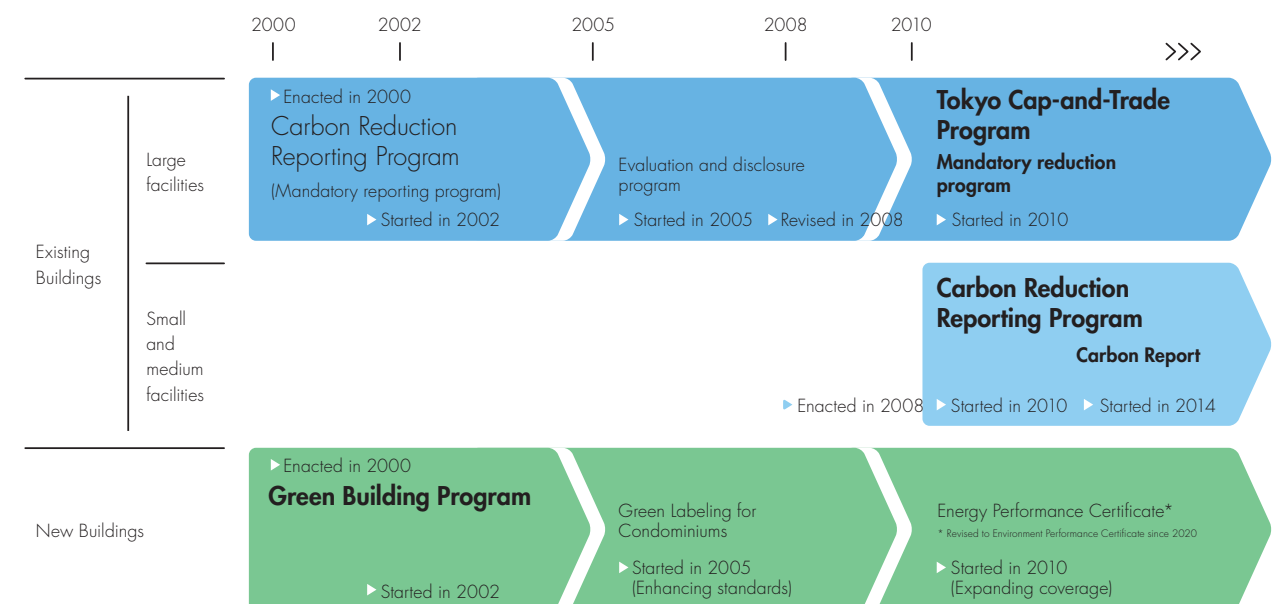 2000
2002
2005
2008
2010
Existing
Buildings
Large
facilities
Enacted in 2000
Carbon Reduction
Reporting Program
(Mandatory reporting program)
Started in 2002
Evaluation and disclosure
program
Started in 2005
Revised in 2008
Tokyo Cap-and-Trade
Program
Mandatory reduction
program
Started in 2010
Small
and
medium
facilities
Enacted in 2008
Carbon Reduction
Reporting Program
Carbon Report
Started in 2010
Started in 2014
New Buildings
Enacted in 2000
Green Building Program
Started in 2002
Green Labeling for
Condominiums
Started in 2005
(Enhancing standards)
Energy Performance Certificate*
* Revised to Environment Performance Certificate since 2020
Started in 2010
(Expanding coverage)